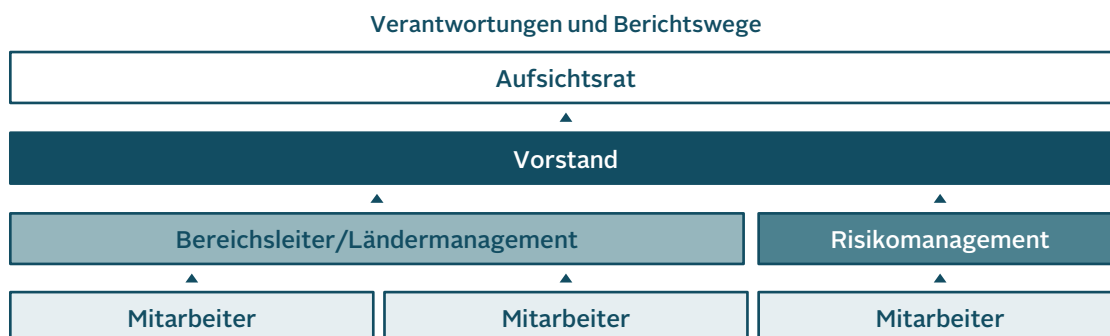 Verantwortungen und Berichtswege
Aufsichtsrat
Vorstand
Bereichsleiter/Ländermanagement
Risikomanagement
Mitarbeiter
Mitarbeiter
Mitarbeiter